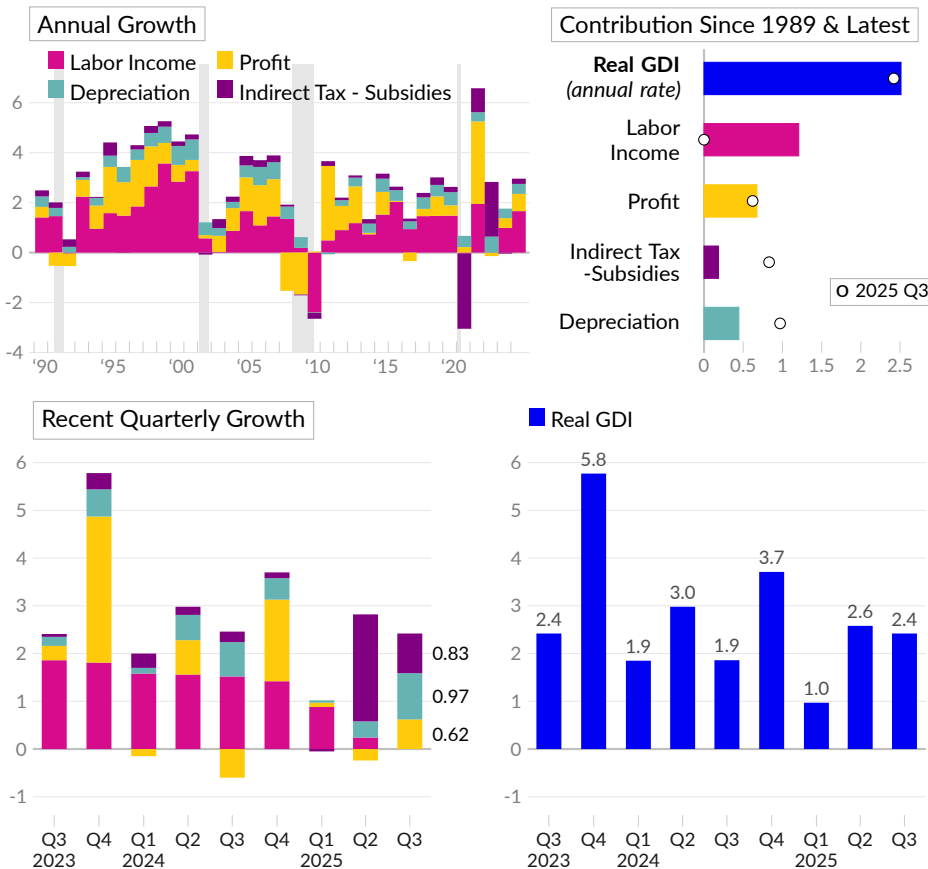 Annual Growth
Labor Income
Profit
Depreciation
Indirect Tax - Subsidies
6
4
2
0
-2
-4
‘90
‘95
‘00
‘10
‘15
‘20
Contribution Since 1989 & Latest
Real GDI
(annual rate)
Labor
Income
Profit
Indirect Tax
-Subsidies
Depreciation
2025 Q3
0 0.5 1 1.5 2 2.5
Recent Quarterly Growth
6
5
4
3
2
1
0
-1
0.83
0.97
0.62
Q3 Q4 Q1 Q2 Q3 Q4 Q1 Q2 Q3
2023 2024 2025
Real GDI
6
5
4
3
2
1
0
-1
2.4
5.8
1.9
3.0
1.9
3.7
1.0
2.6
2.4
Q3 Q4 Q1 Q2 Q3 Q4 Q1 Q2 Q3
2023 2024 2025